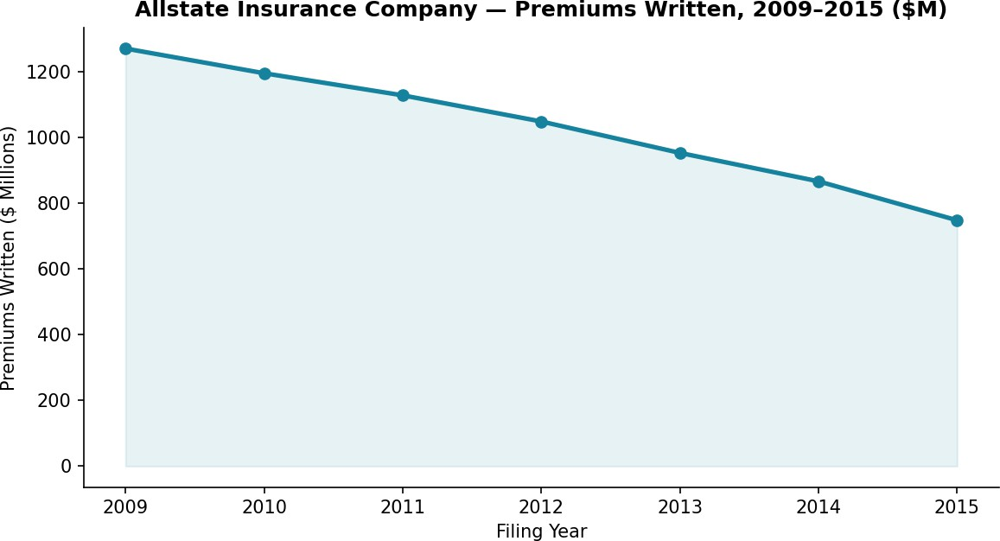 Allstate Insurance Company — Premiums Written, 2009–2015 ($M)
Premiums Written ($ Millions)
1200
1000
800
600
400
200
0
2009 2010 2011 2012 2013 2014 2015
Filing Year